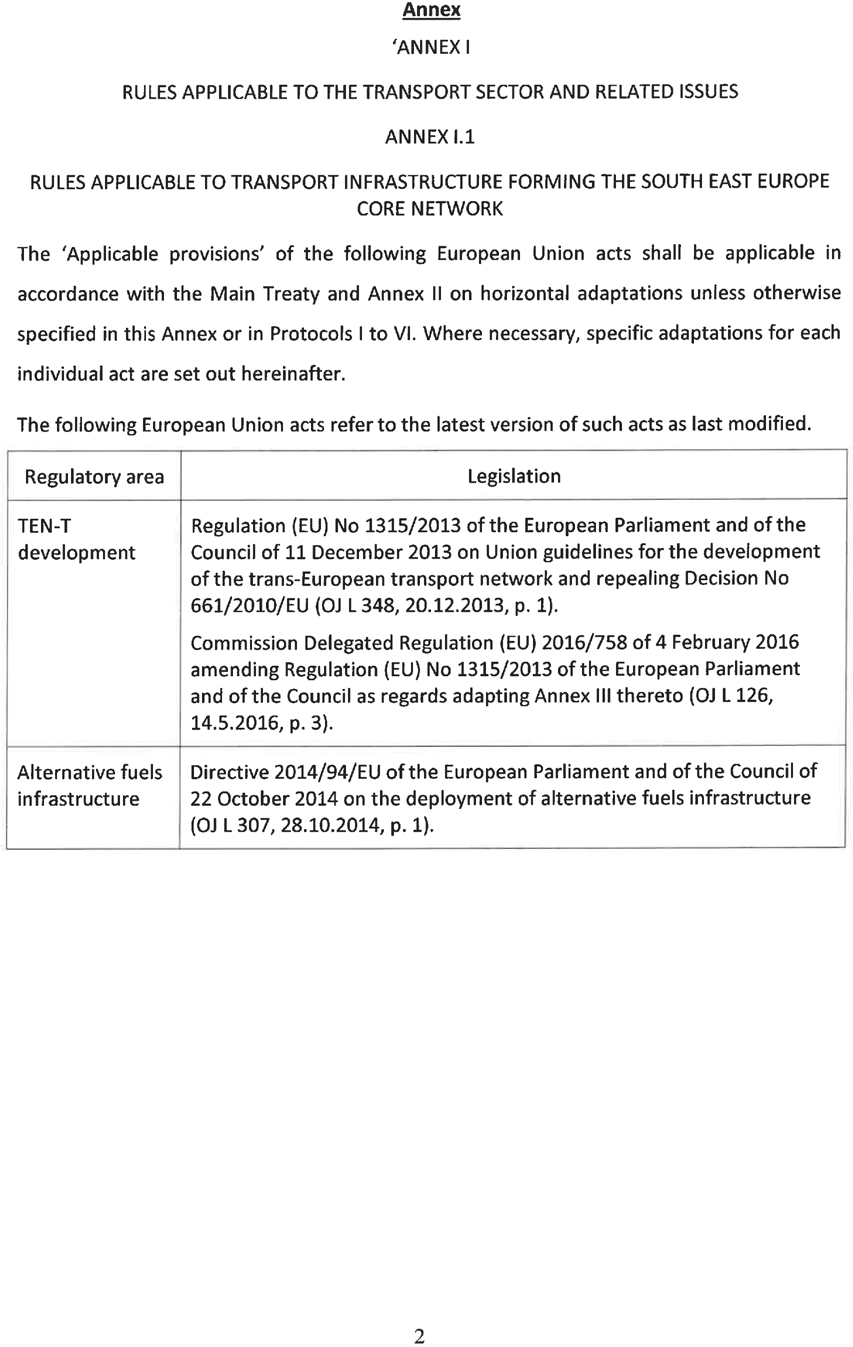 Annex
'ANNEX I
RULES APPLICABLE TO THE TRANSPORT SECTOR AND RELATED ISSUES
ANNEX I.1
RULES APPLICABLE TO TRANSPORT INFRASTRUCTURE FORMING THE SOUTH EAST EUROPE
CORE NETWORK
The 'Applicable provisions' of the following European Union acts shall be applicable in
accordance with the Main Treaty and Annex II on horizontal adaptations unless otherwise
specified in this Annex or in Protocols I to VI. Where necessary, specific adaptations for each
individual act are set out hereinafter.
The following European Union acts refer to the latest version of such acts as last modified.
Regulatory area
Legislation
TEN-T
development
Regulation (EU) No 1315/2013 of the European Parliament and of the
Council of 11 December 2013 on Union guidelines for the development
of the trans-European transport network and repealing Decision No
661/2010/EU (OJ L 348, 20.12.2013, p. 1).
Commission Delegated Regulation (EU) 2016/758 of 4 February 2016
amending Regulation (EU) No 1315/2013 of the European Parliament
and of the Council as regards adapting Annex III thereto (OJ L 126,
14.5.2016, p. 3).
Alternative fuels
infrastructure
Directive 2014/94/EU of the European Parliament and of the Council of
22 October 2014 on the deployment of alternative fuels infrastructure
(OJ L 307, 28.10.2014, p. 1).
2